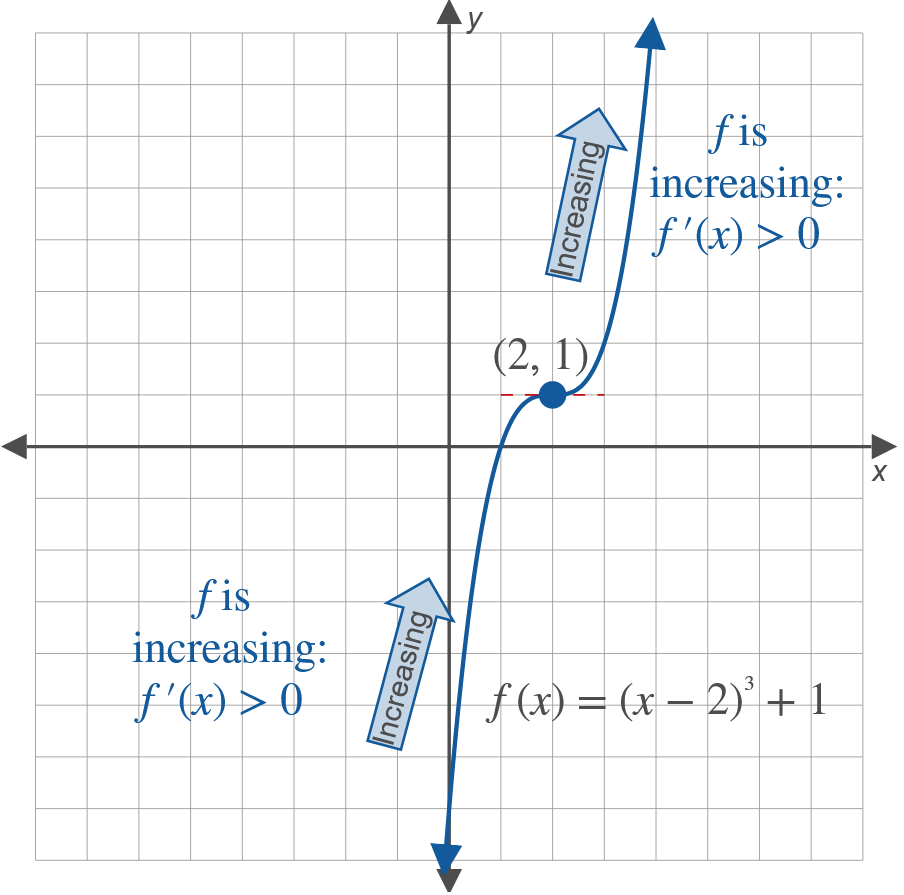 y
f is
increasing:
f ′(x) > 0
Increasing
(2, 1)
x
f is
increasing:
f ′(x) > 0
Increasing
f (x) = (x − 2)³ + 1